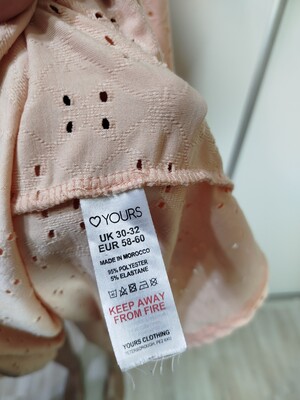 YOURS
UK 30-32
EUR 58-60
MADE IN MOROCCO
95% POLYESTER
5% ELASTANE
KEEP AWAY
FROM FIRE
YOURS CLOTHING